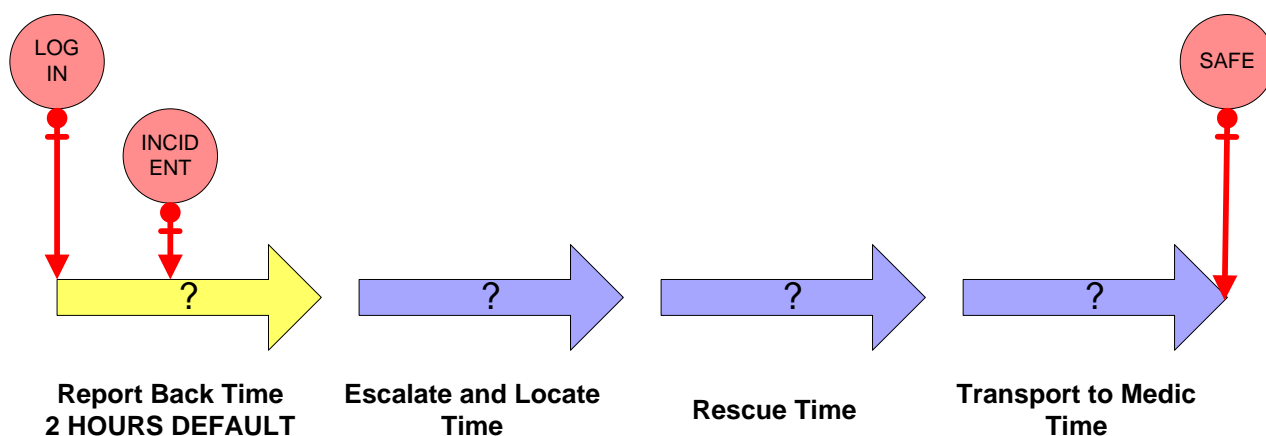 LOG
IN
SAFE
INCID
ENT
?
?
?
?
Report Back Time
2 HOURS DEFAULT
Escalate and Locate
Time
Rescue Time
Transport to Medic
Time